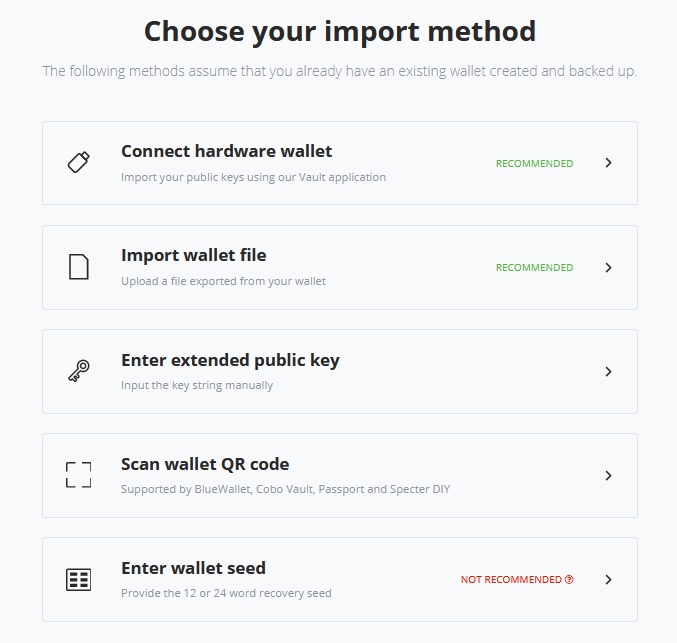 Choose your import method
The following methods assume that you already have an existing wallet created and backed up.
Connect hardware wallet
Import your public keys using our Vault application
RECOMMENDED
Import wallet file
Upload a file exported from your wallet
RECOMMENDED
Enter extended public key
Input the key string manually
Scan wallet QR code
Supported by BlueWallet, Cobo Vault, Passport and Specter DIY
Enter wallet seed
Provide the 12 or 24 word recovery seed
NOT RECOMMENDED